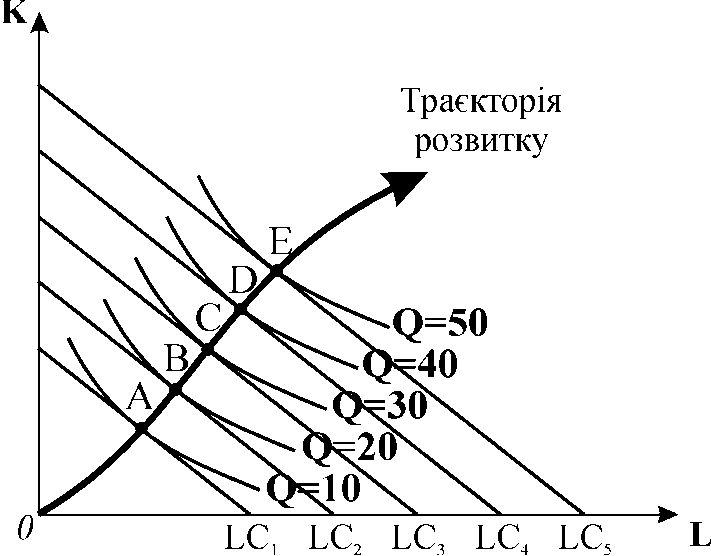 K
Траєкторія
розвитку
E
D
C
B
A
Q=50
Q=40
Q=30
Q=20
Q=10
0
LC₁ LC₂ LC₃ LC₄ LC₅ L